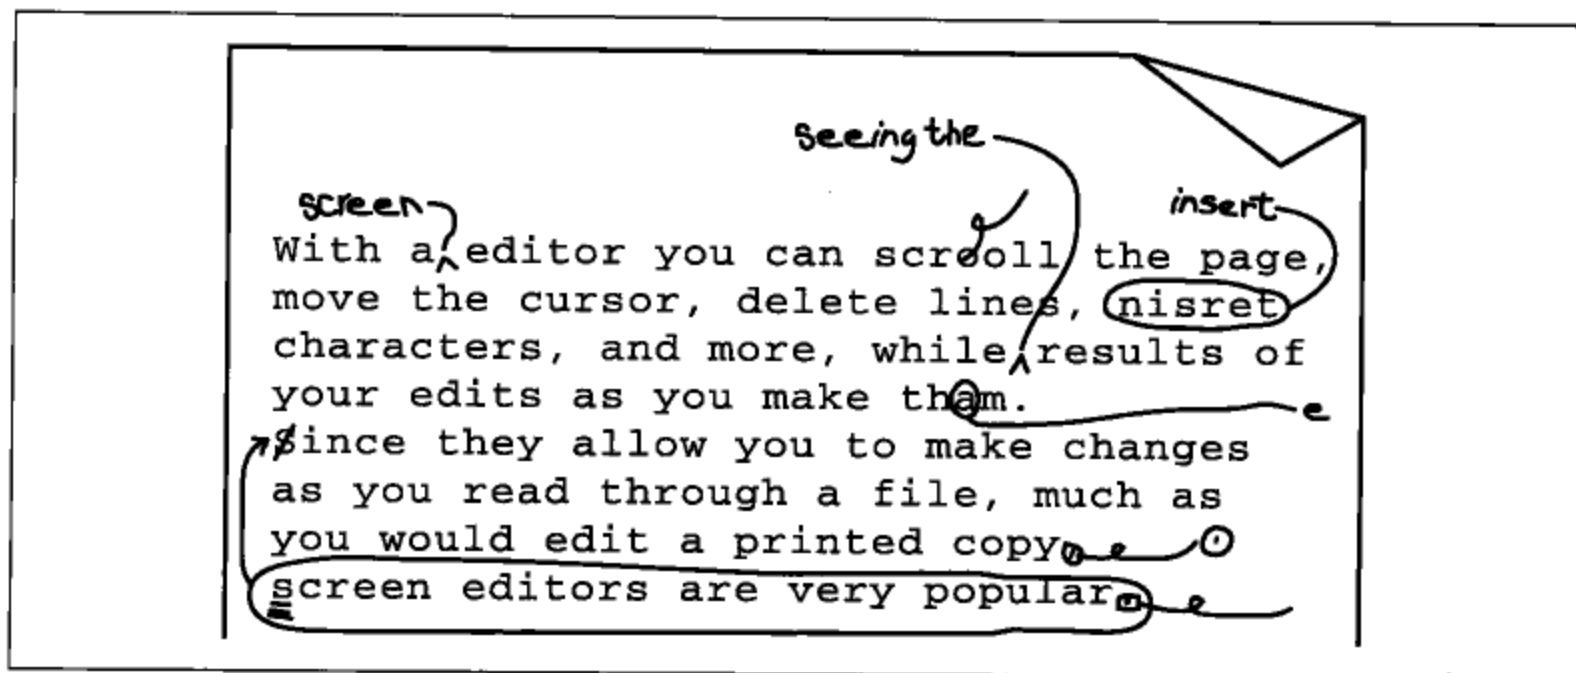 seeing the
screen insert
With a editor you can scrooll the page,
move the cursor, delete lines, nisret
characters, and more, while results of
your edits as you make tham.
e
Since they allow you to make changes
as you read through a file, much as
you would edit a printed copy
screen editors are very popular.